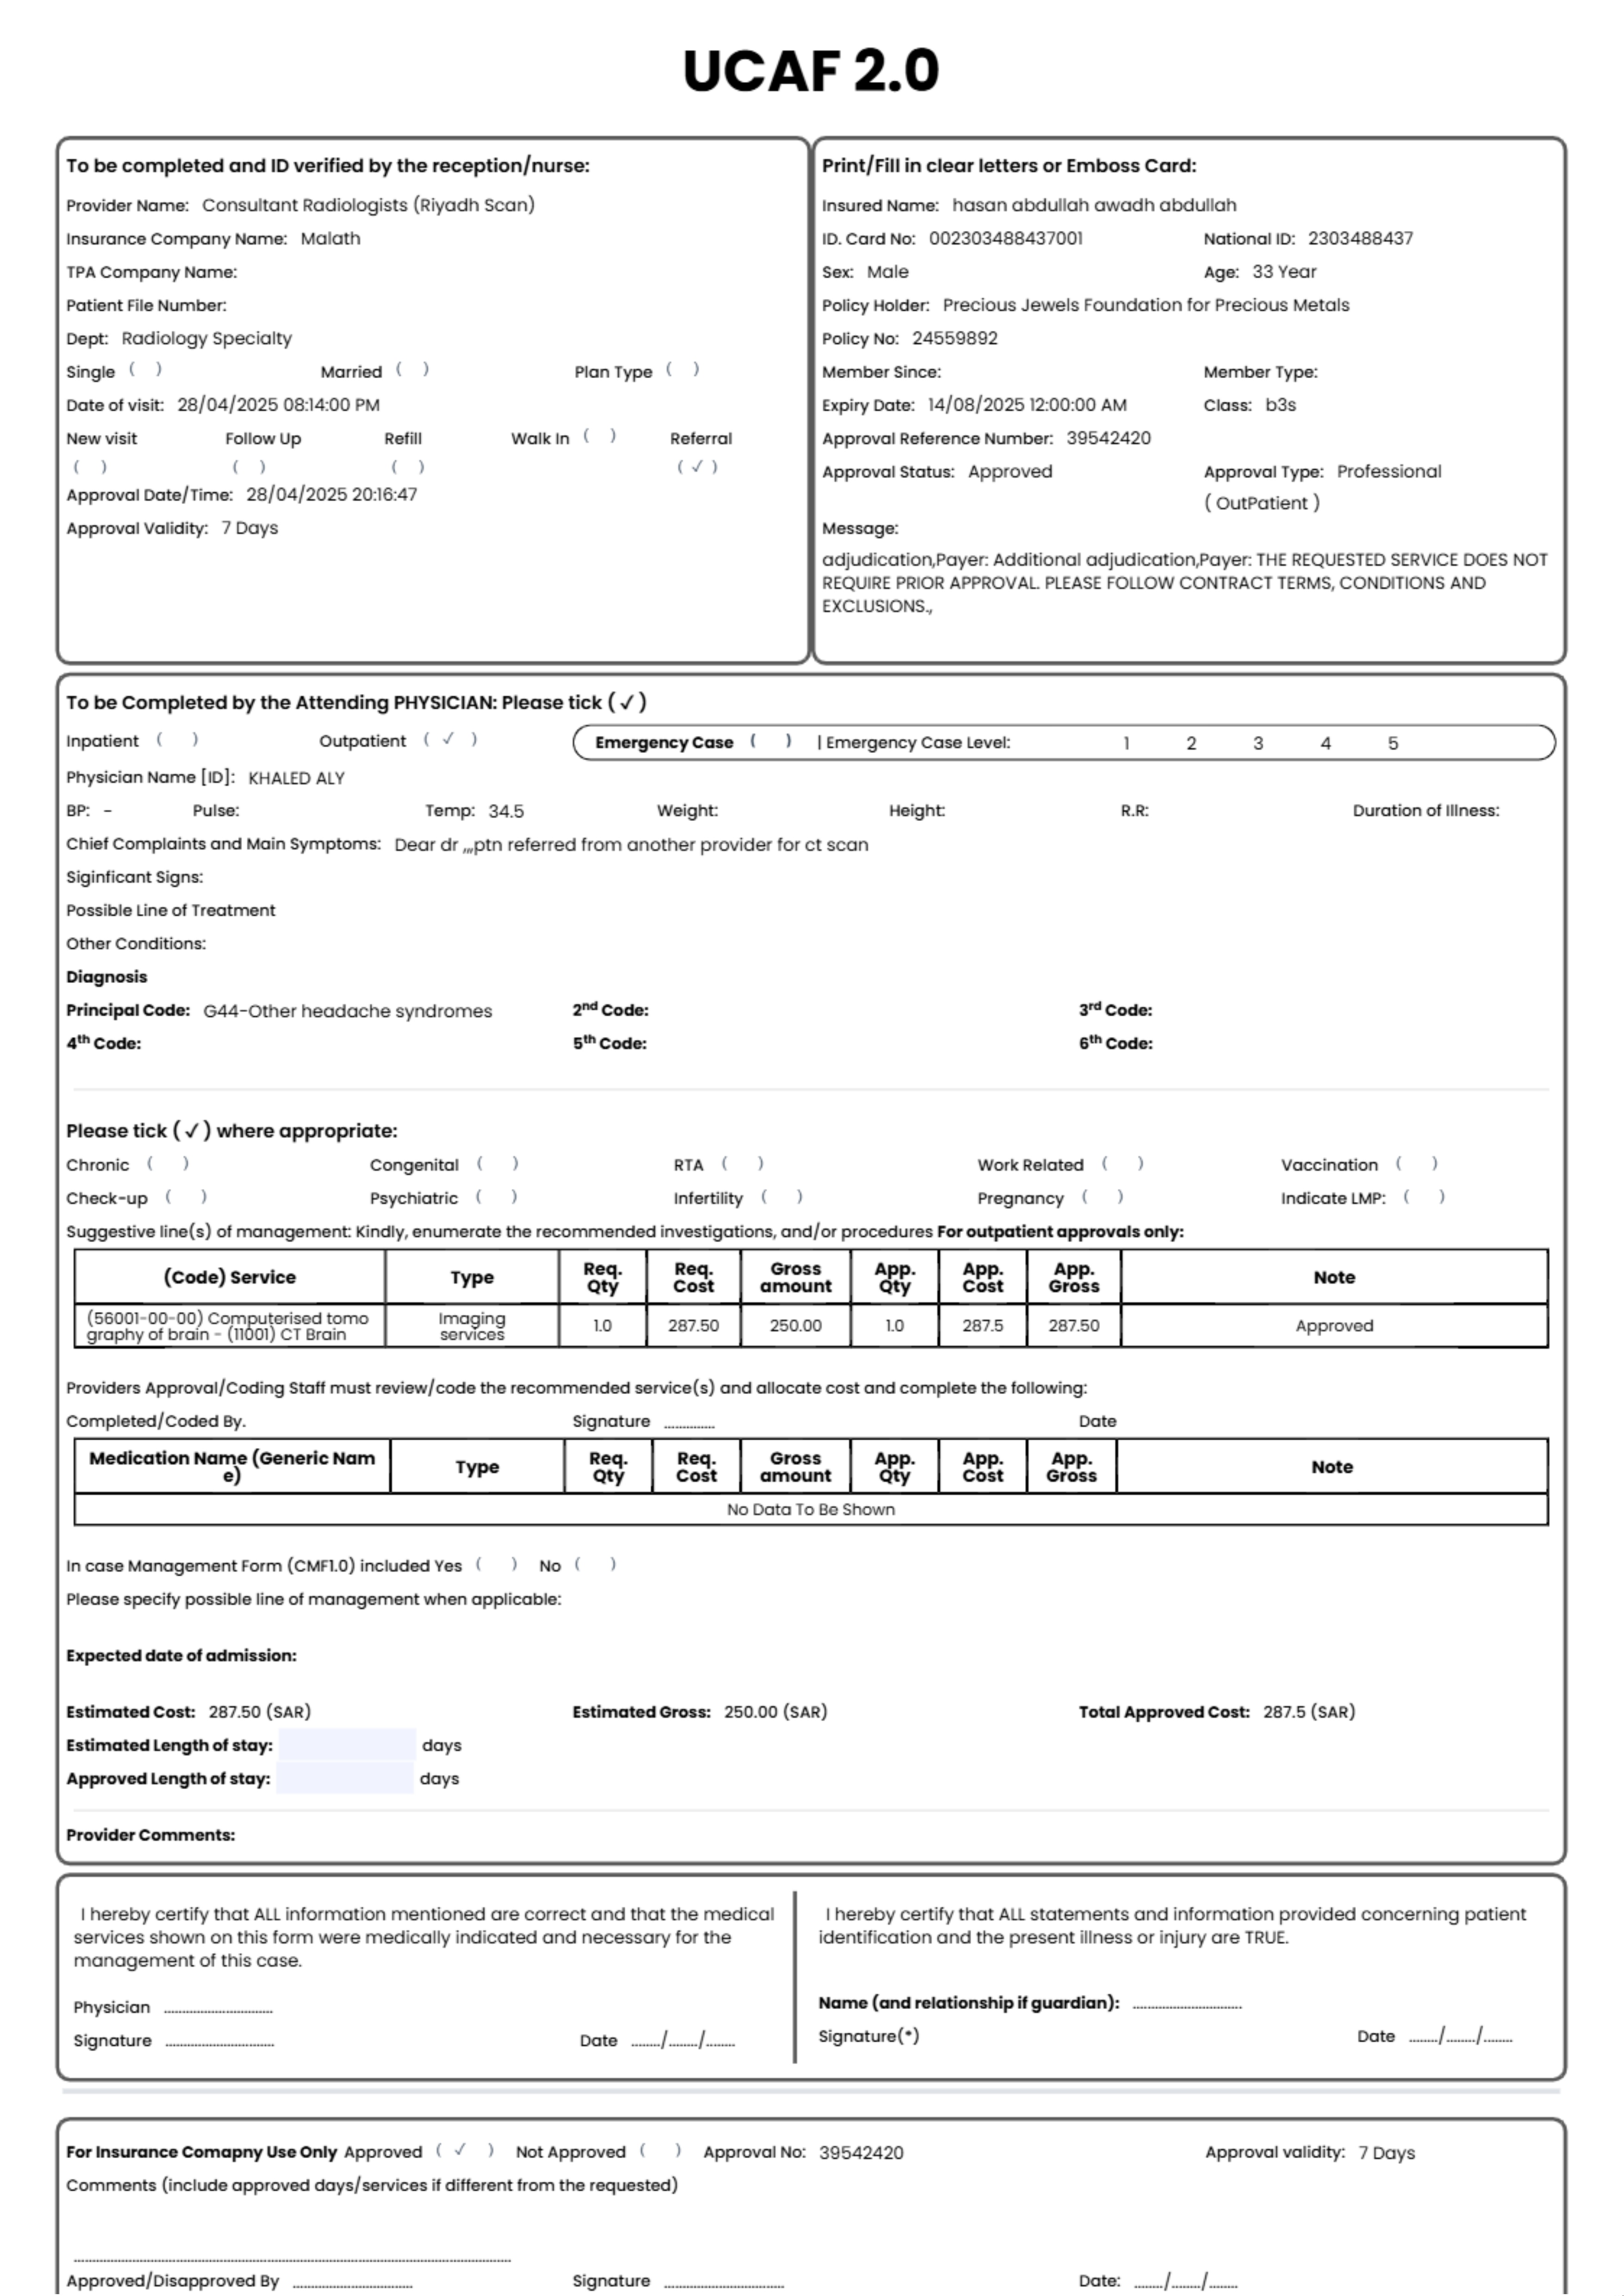 UCAF 2.0
To be completed and ID verified by the reception/nurse:
Provider Name: Consultant Radiologists (Riyadh Scan)
Insurance Company Name: Malath
TPA Company Name:
Patient File Number:
Dept: Radiology Specialty
Single ( ) Married ( ) Plan Type ( )
Date of visit: 28/04/2025 08:14:00 PM
New visit Follow Up Refill Walk In ( ) Referral
( ) ( ) ( ) ( ✓ )
Approval Date/Time: 28/04/2025 20:16:47
Approval Validity: 7 Days
Print/Fill in clear letters or Emboss Card:
Insured Name: hasan abdullah awadh abdullah
ID. Card No: 002303488437001 National ID: 2303488437
Sex: Male Age: 33 Year
Policy Holder: Precious Jewels Foundation for Precious Metals
Policy No: 24559892
Member Since: Member Type:
Expiry Date: 14/08/2025 12:00:00 AM Class: b3s
Approval Reference Number: 39542420
Approval Status: Approved Approval Type: Professional
( OutPatient )
Message:
adjudication,Payer: Additional adjudication,Payer: THE REQUESTED SERVICE DOES NOT
REQUIRE PRIOR APPROVAL. PLEASE FOLLOW CONTRACT TERMS, CONDITIONS AND
EXCLUSIONS.,
To be Completed by the Attending PHYSICIAN: Please tick ( ✓ )
Inpatient ( ) Outpatient ( ✓ ) Emergency Case ( ) | Emergency Case Level: 1 2 3 4 5
Physician Name [ID]: KHALED ALY
BP: - Pulse: Temp: 34.5 Weight: Height: R.R: Duration of Illness:
Chief Complaints and Main Symptoms: Dear dr ,,,ptn referred from another provider for ct scan
Siginficant Signs:
Possible Line of Treatment
Other Conditions:
Diagnosis
Principal Code: G44-Other headache syndromes 2nd Code: 3rd Code:
4th Code: 5th Code: 6th Code:
Please tick ( ✓ ) where appropriate:
Chronic ( ) Congenital ( ) RTA ( ) Work Related ( ) Vaccination ( )
Check-up ( ) Psychiatric ( ) Infertility ( ) Pregnancy ( ) Indicate LMP: ( )
Suggestive line(s) of management: Kindly, enumerate the recommended investigations, and/or procedures For outpatient approvals only:
(Code) Service Type Req. Qty Req. Cost Gross amount App. Qty App. Cost App. Gross Note
(56001-00-00) Computerised tomo
graphy of brain - (11001) CT Brain Imaging services 1.0 287.50 250.00 1.0 287.5 287.50 Approved
Providers Approval/Coding Staff must review/code the recommended service(s) and allocate cost and complete the following:
Completed/Coded By. Signature ............. Date
Medication Name (Generic Nam
e) Type Req. Qty Req. Cost Gross amount App. Qty App. Cost App. Gross Note
No Data To Be Shown
In case Management Form (CMF1.0) included Yes ( ) No ( )
Please specify possible line of management when applicable:
Expected date of admission:
Estimated Cost: 287.50 (SAR) Estimated Gross: 250.00 (SAR) Total Approved Cost: 287.5 (SAR)
Estimated Length of stay: days
Approved Length of stay: days
Provider Comments:
I hereby certify that ALL information mentioned are correct and that the medical
services shown on this form were medically indicated and necessary for the
management of this case.
Physician ............................
Signature ............................ Date ......../......../........
I hereby certify that ALL statements and information provided concerning patient
identification and the present illness or injury are TRUE.
Name (and relationship if guardian): ............................
Signature(*) Date ......../......../........
For Insurance Comapny Use Only Approved ( ✓ ) Not Approved ( ) Approval No: 39542420 Approval validity: 7 Days
Comments (include approved days/services if different from the requested)
................................................................................
Approved/Disapproved By ............................ Signature ............................ Date: ......../......../........